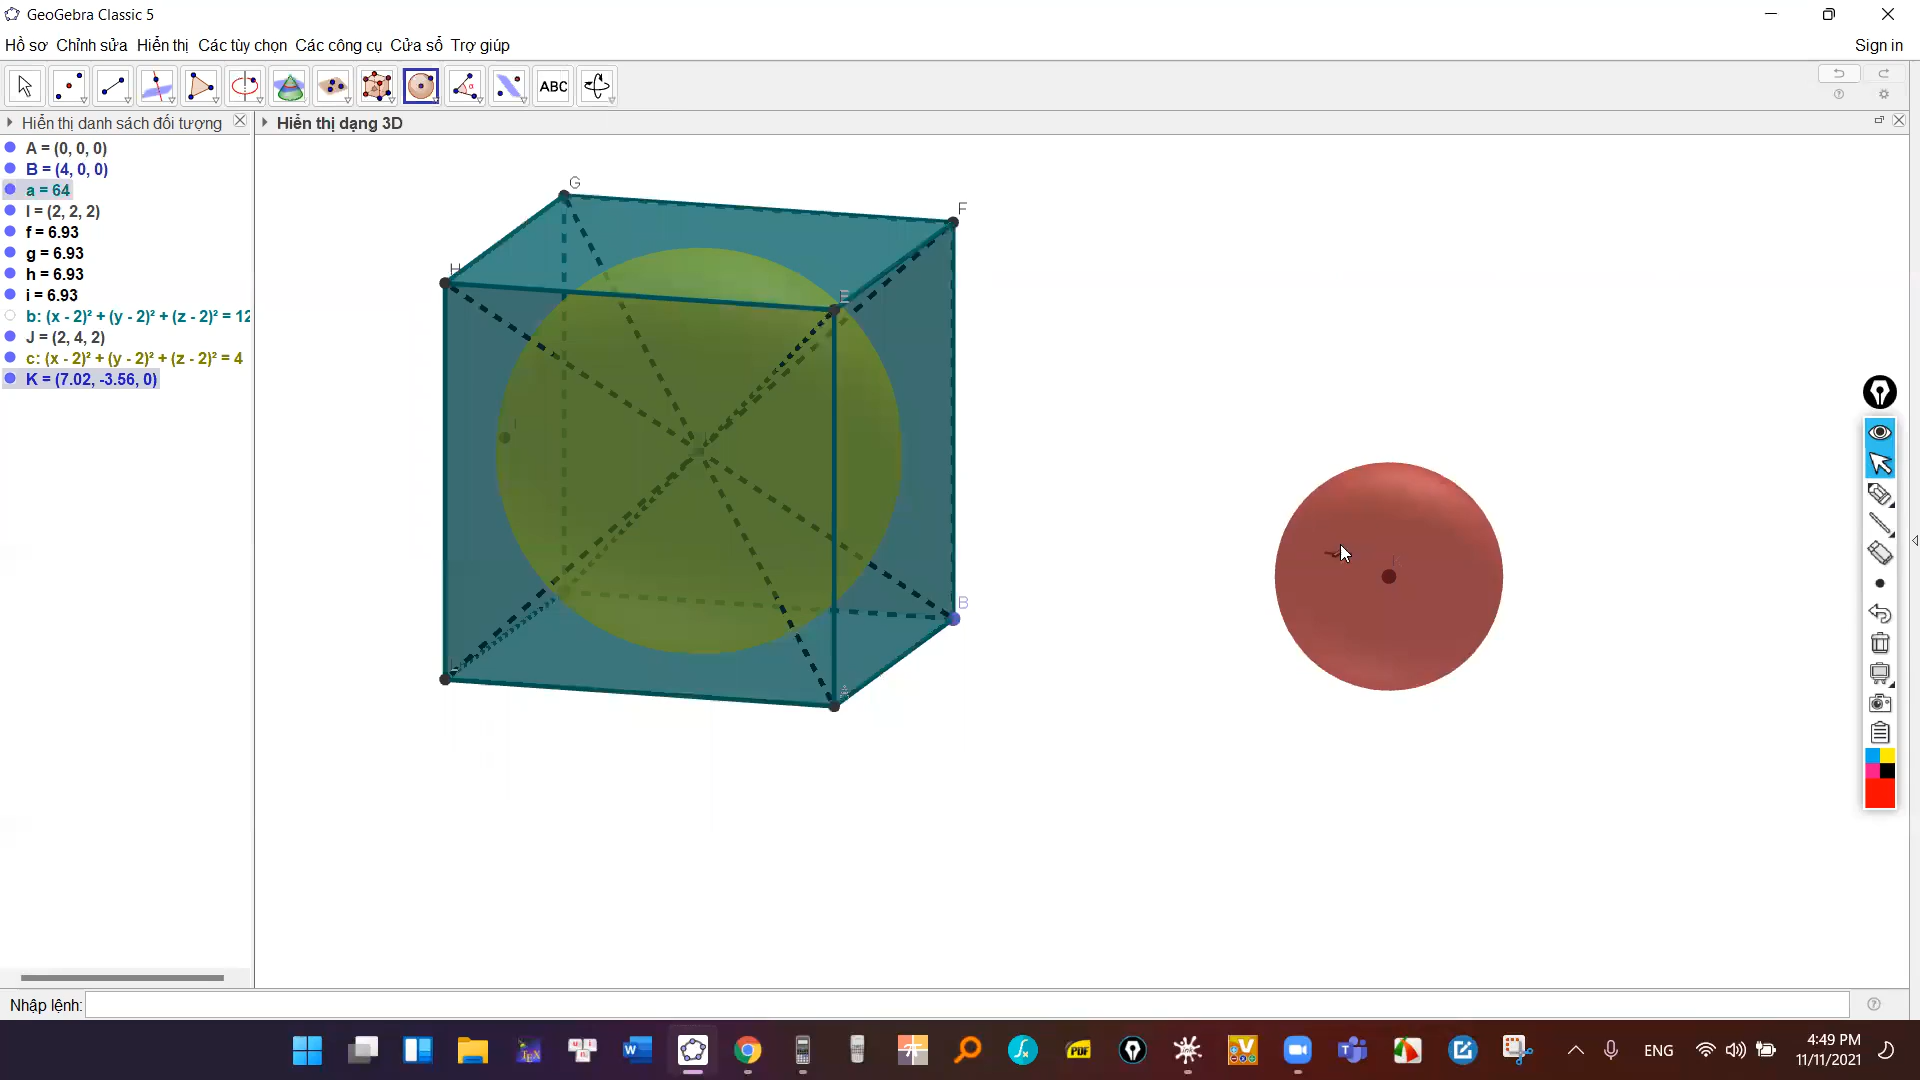 GeoGebra Classic 5
Hồ sơ Chỉnh sửa Hiển thị Các tùy chọn Các công cụ Cửa sổ Trợ giúp
Sign in
ABC
Hiển thị danh sách đối tượng
Hiển thị dạng 3D
A = (0, 0, 0)
B = (4, 0, 0)
a = 64
I = (2, 2, 2)
f = 6.93
g = 6.93
h = 6.93
i = 6.93
b: (x - 2)² + (y - 2)² + (z - 2)² = 12
J = (2, 4, 2)
c: (x - 2)² + (y - 2)² + (z - 2)² = 4
K = (7.02, -3.56, 0)
G
F
H
E
B
A
Nhập lệnh:
ENG
4:49 PM
11/11/2021